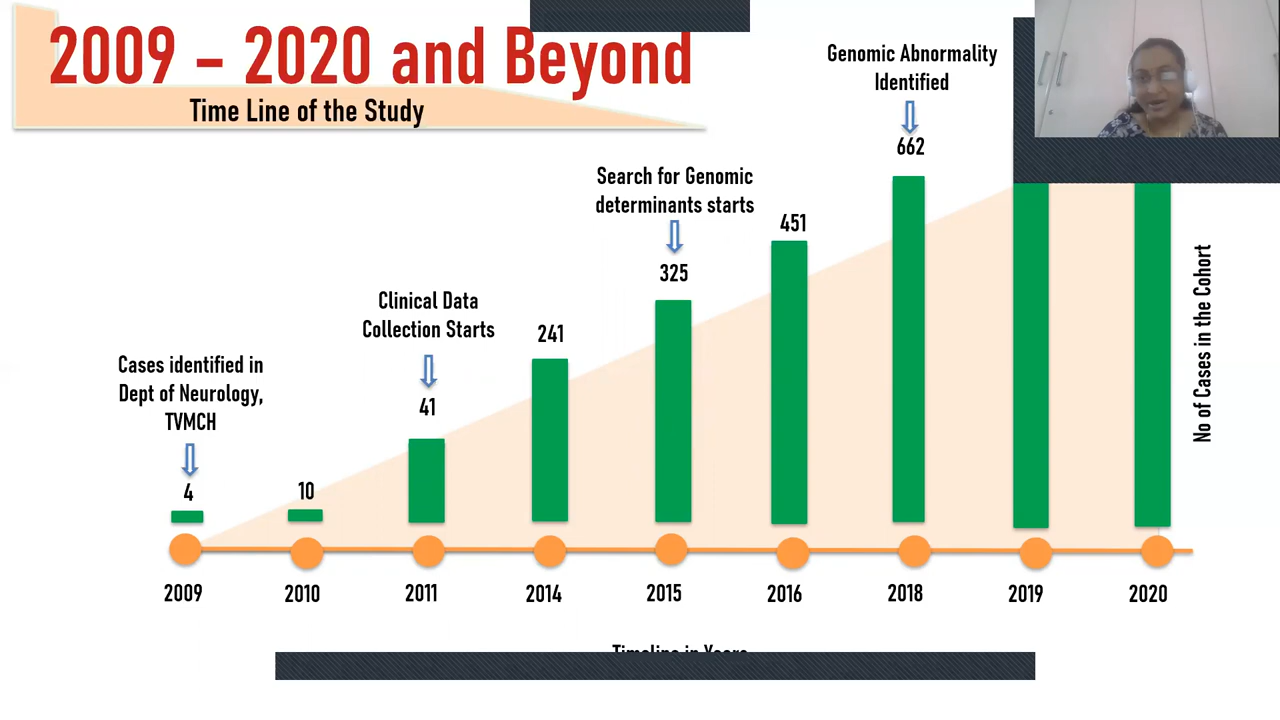 2009 – 2020 and Beyond
Time Line of the Study
Genomic Abnormality
Identified
662
Search for Genomic
determinants starts
325
451
Clinical Data
Collection Starts
41
241
Cases identified in
Dept of Neurology,
TVMCH
4
10
No of Cases in the Cohort
2009 2010 2011 2014 2015 2016 2018 2019 2020
Timeline in Years